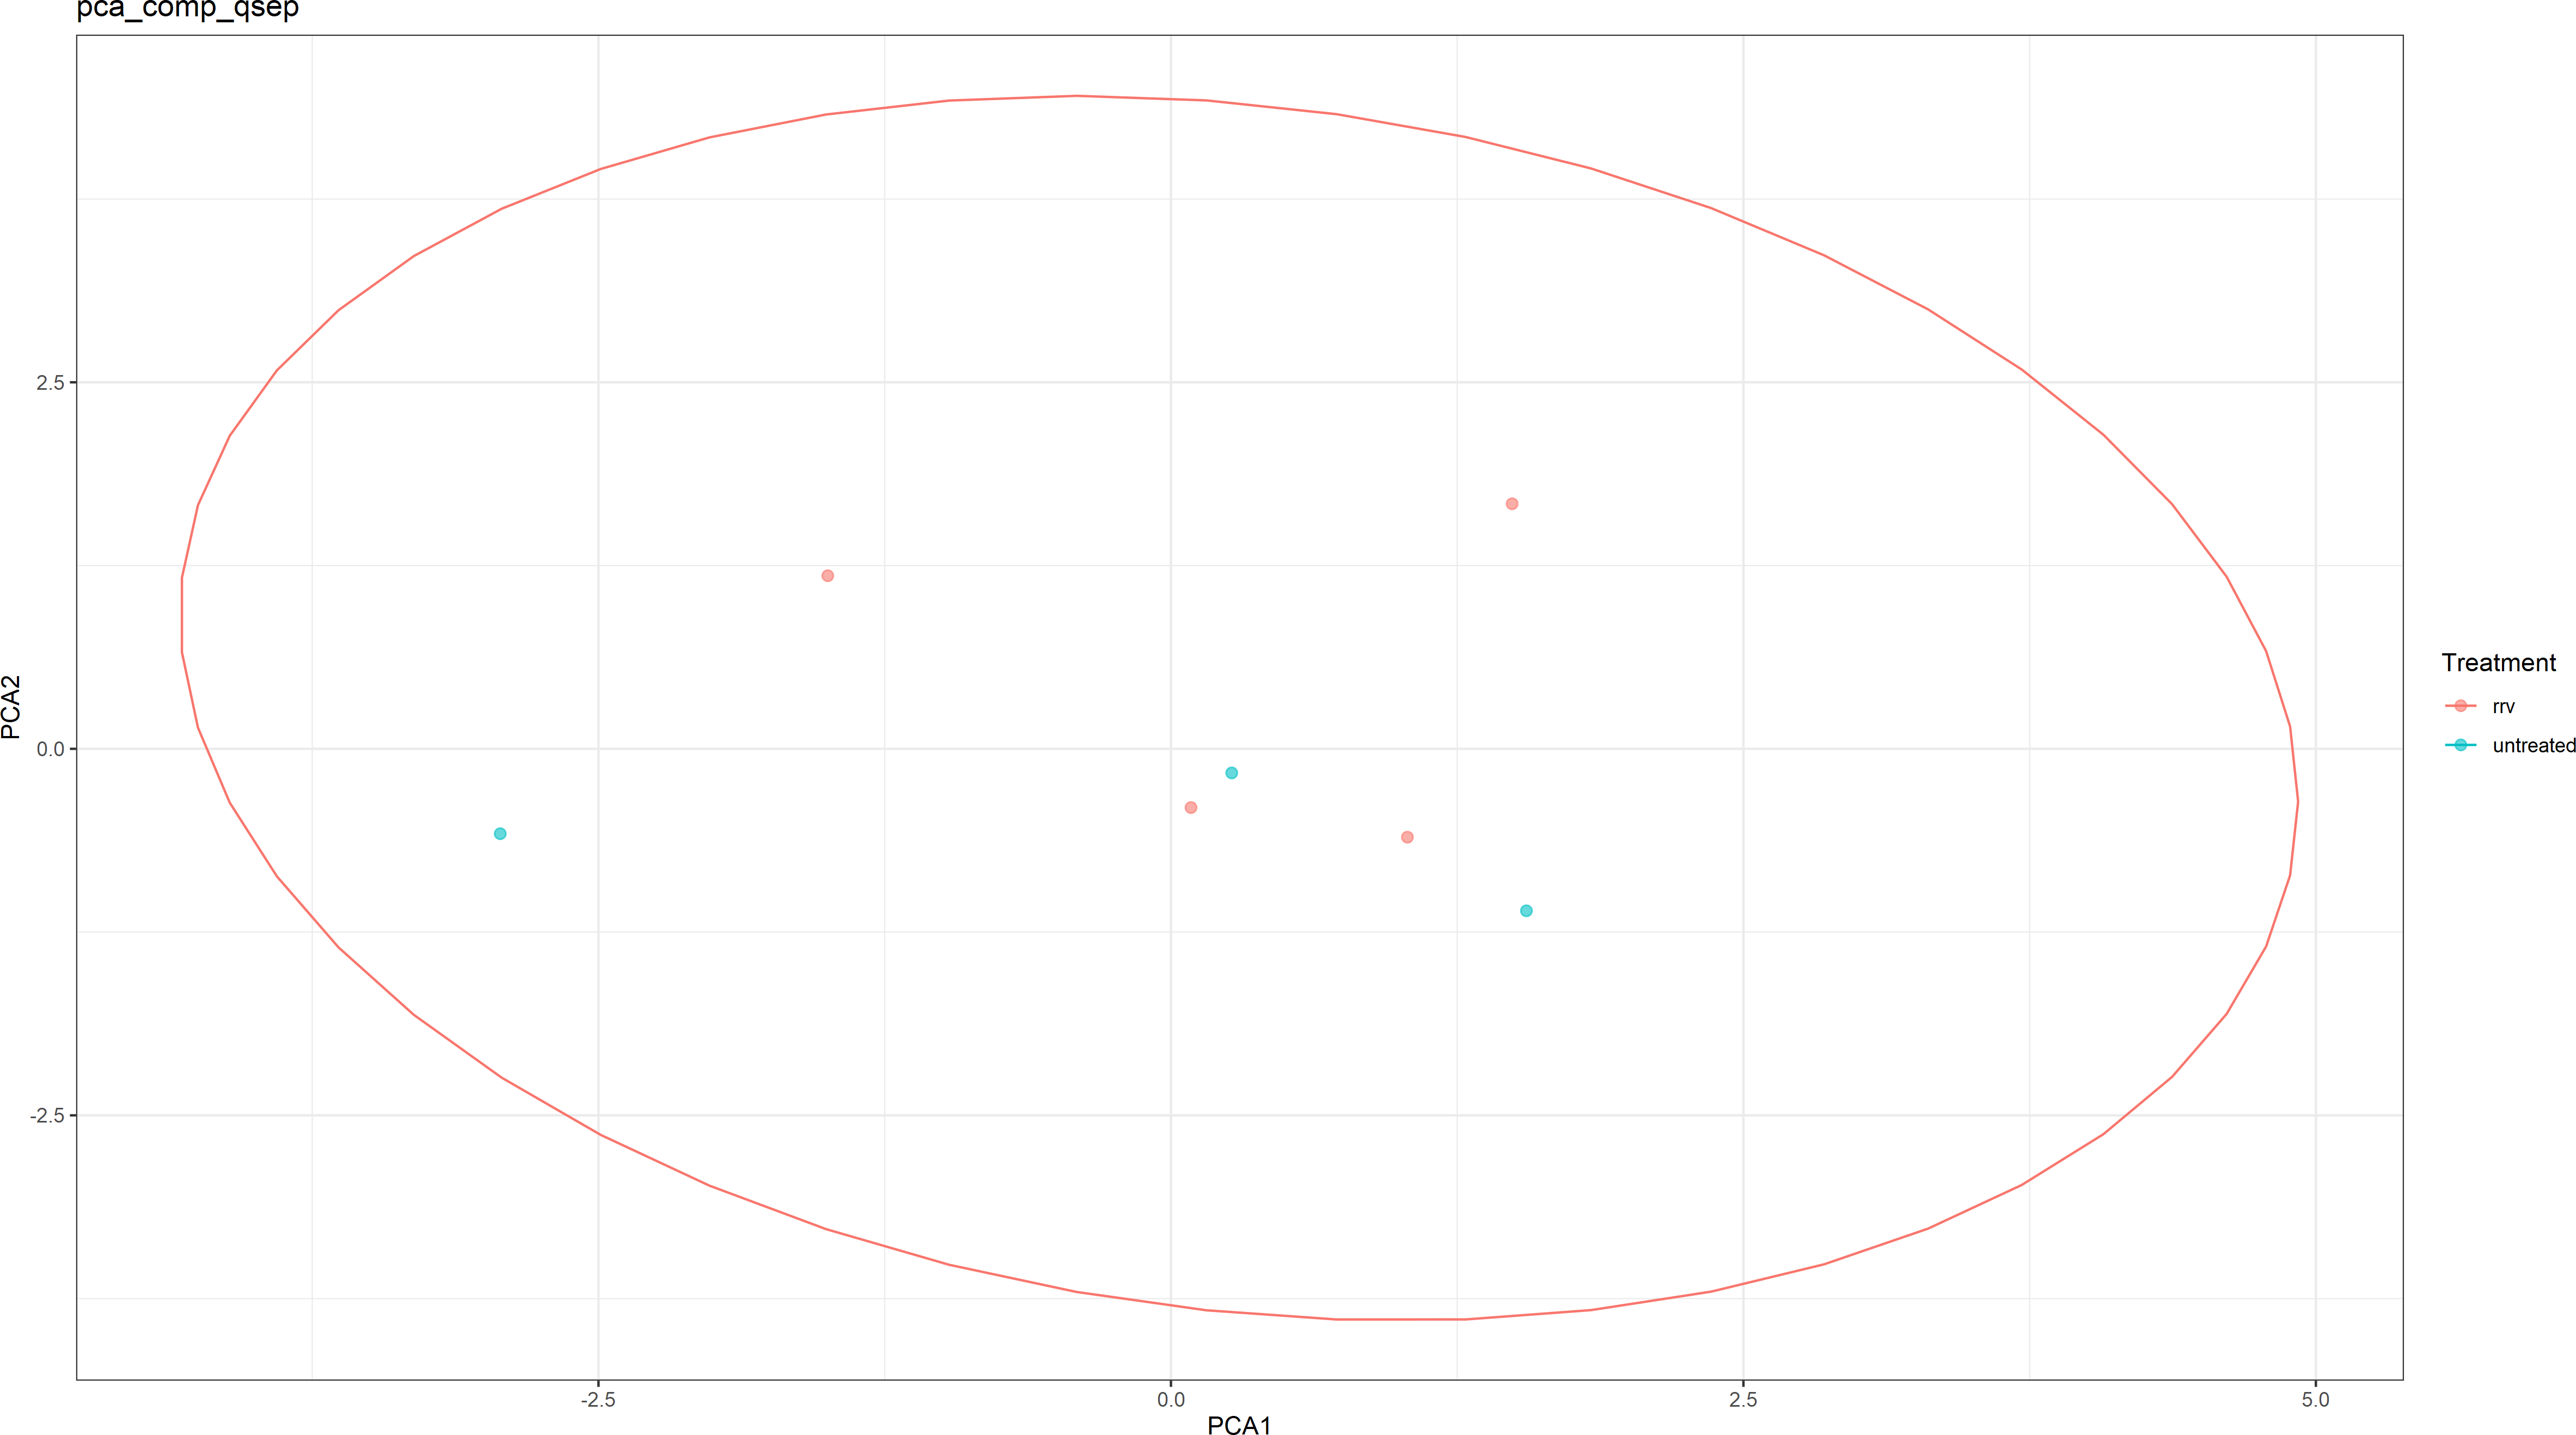 pca_comp_qsep
2.5
0.0
-2.5
PCA2
-2.5
0.0
2.5
5.0
PCA1
Treatment
rrv
untreated